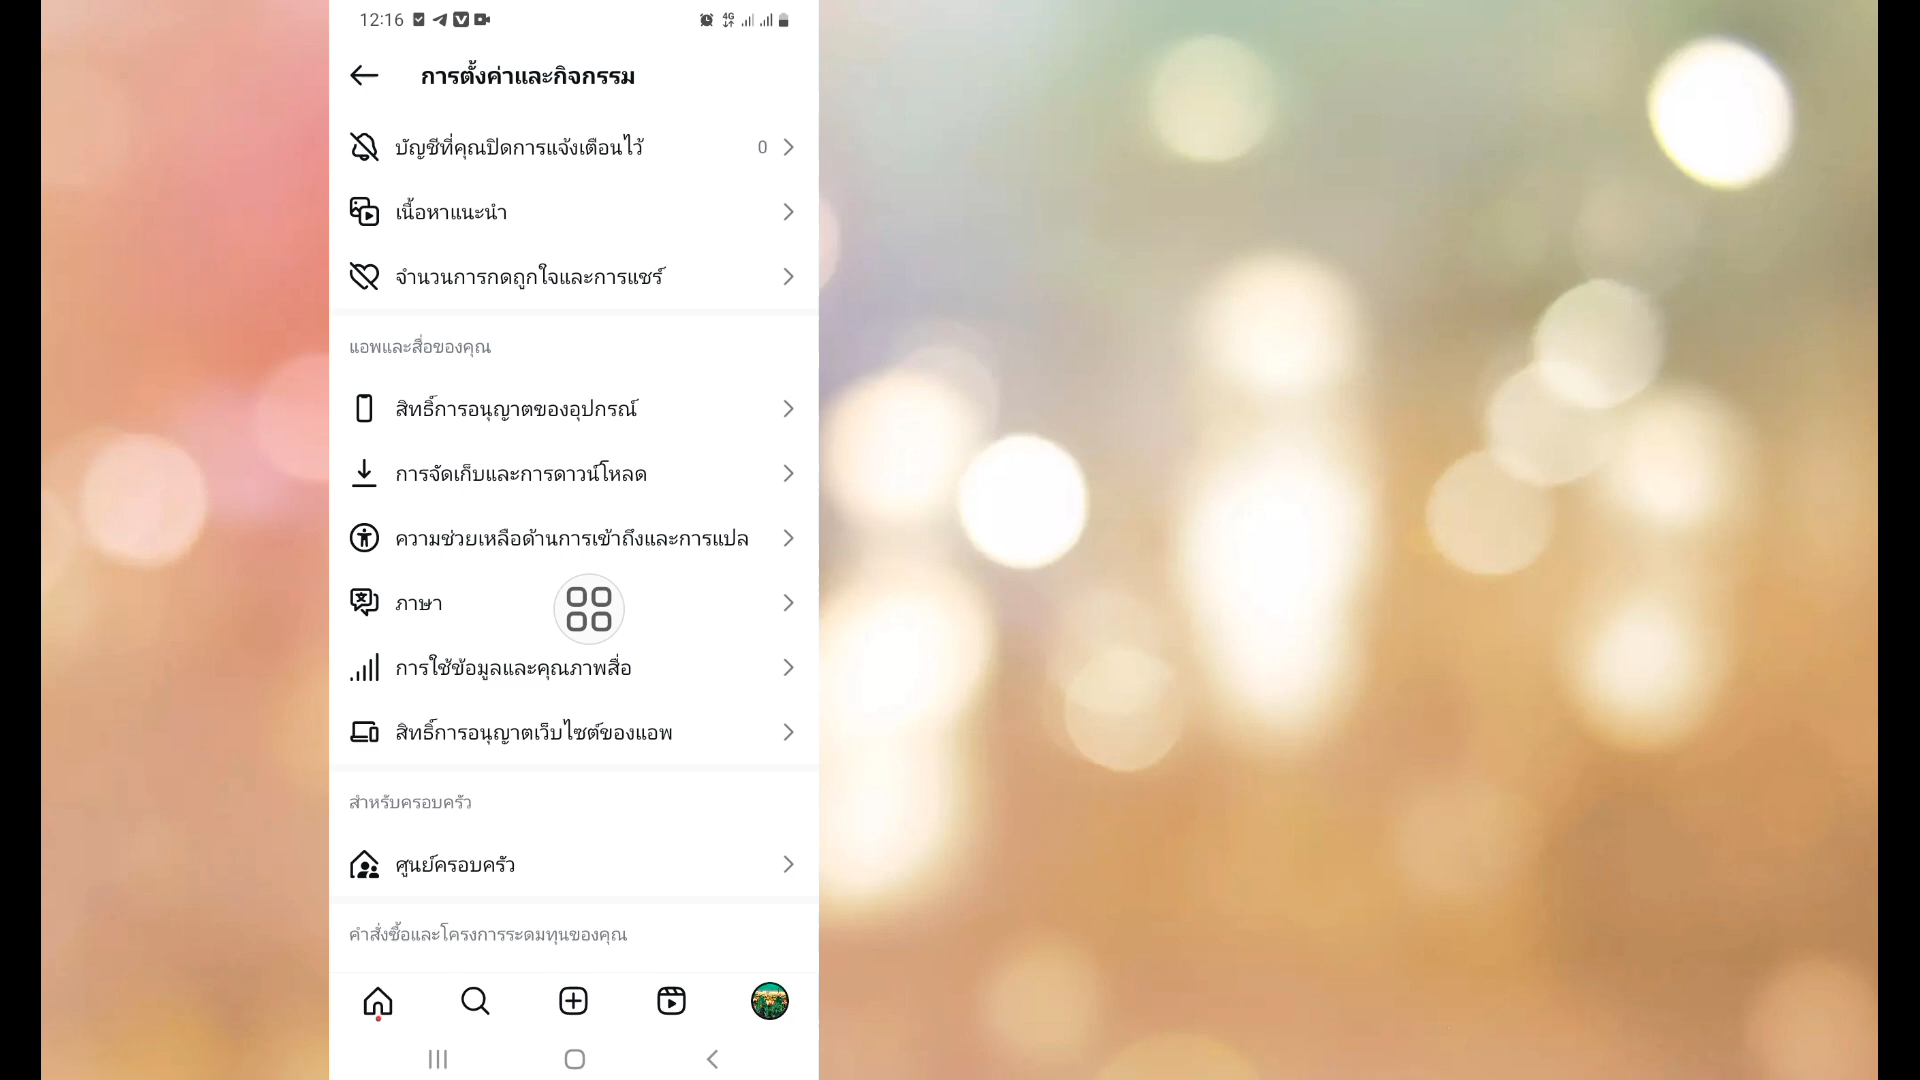 12:16
4G
การตั้งค่าและกิจกรรม
บัญชีที่คุณปิดการแจ้งเตือนไว้ 0
เนื้อหาแนะนำ
จำนวนการกดถูกใจและการแชร์
แอพและสื่อของคุณ
สิทธิ์การอนุญาตของอุปกรณ์
การจัดเก็บและการดาวน์โหลด
ความช่วยเหลือด้านการเข้าถึงและการแปล
ภาษา
การใช้ข้อมูลและคุณภาพสื่อ
สิทธิ์การอนุญาตเว็บไซต์ของแอพ
สำหรับครอบครัว
ศูนย์ครอบครัว
คำสั่งซื้อและโครงการระดมทุนของคุณ